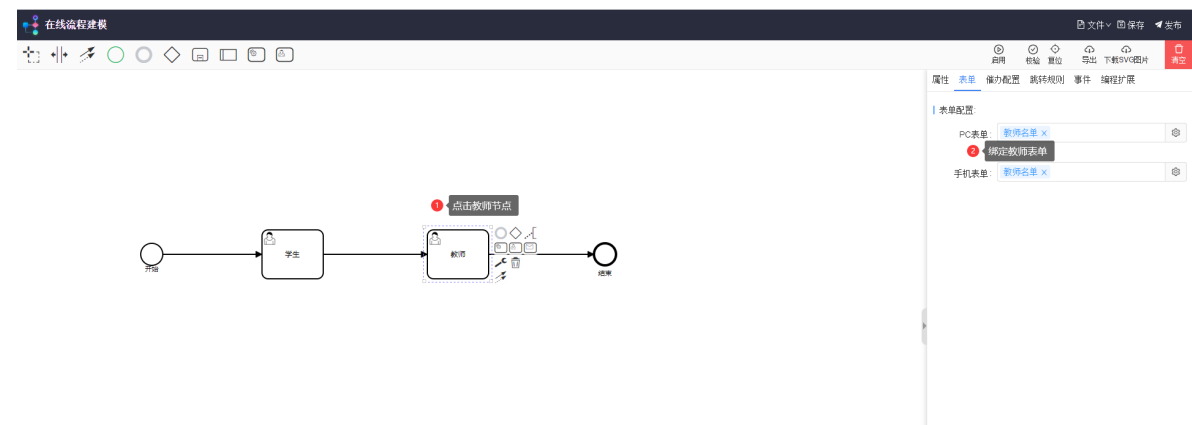 在线流程建模
文件 保存 发布
启用 校验 重位 导出 下载SVG图片 清空
属性 表单 催办配置 跳转规则 事件 编程扩展
表单配置:
PC表单: 教师名单 ×
2 绑定教师表单
手机表单: 教师名单 ×
1 点击教师节点
开始
学生
教师
结束